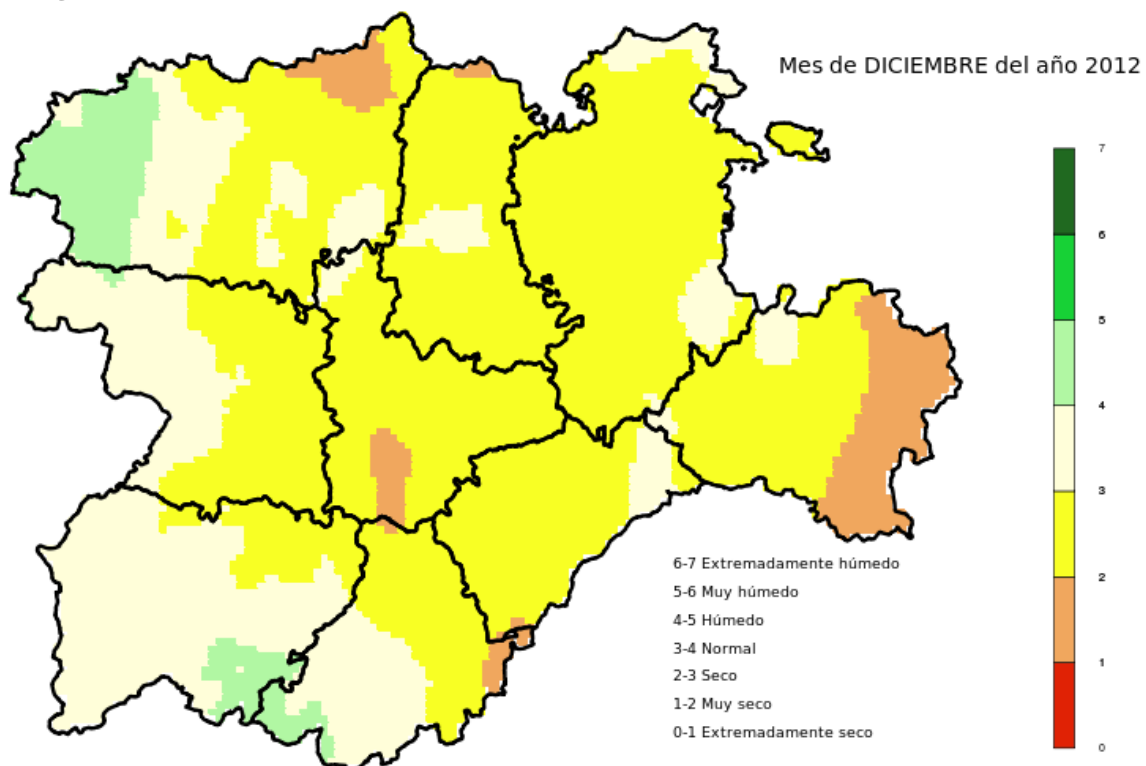 Mes de DICIEMBRE del año 2012
7
6
5
4
3
2
1
0
6-7 Extremadamente húmedo
5-6 Muy húmedo
4-5 Húmedo
3-4 Normal
2-3 Seco
1-2 Muy seco
0-1 Extremadamente seco